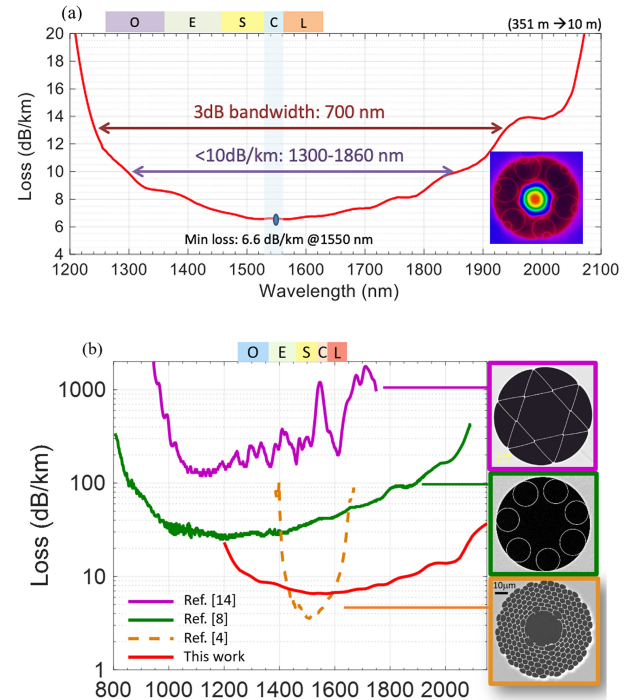 (a)
O E S C L
(351 m →10 m)
20
18
16
14
12
10
8
6
4
Loss (dB/km)
3dB bandwidth: 700 nm
<10dB/km: 1300-1860 nm
Min loss: 6.6 dB/km @1550 nm
1200 1300 1400 1500 1600 1700 1800 1900 2000 2100
Wavelength (nm)
(b)
O E S C L
1000
100
10
1
Loss (dB/km)
Ref. [14]
Ref. [8]
Ref. [4]
This work
10μm
800 1000 1200 1400 1600 1800 2000